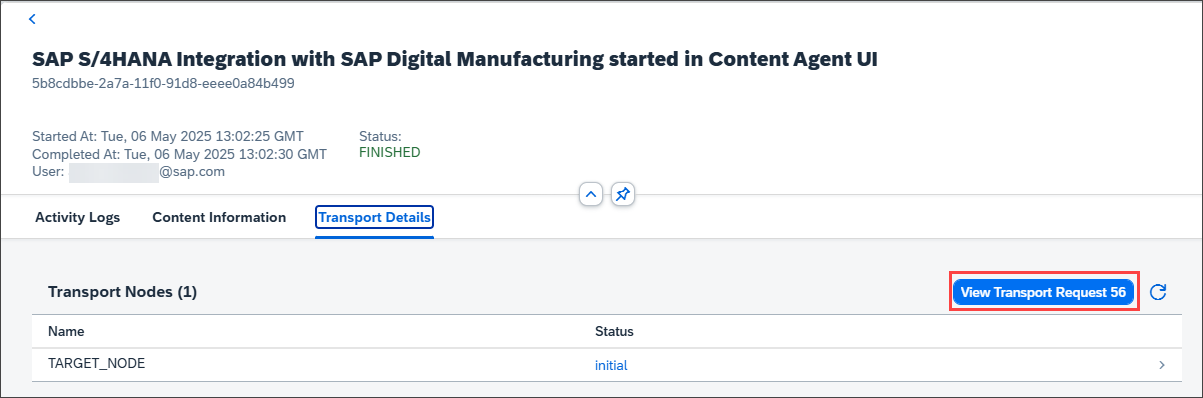 SAP S/4HANA Integration with SAP Digital Manufacturing started in Content Agent UI
5b8cdbbe-2a7a-11f0-91d8-eeee0a84b499
Started At: Tue, 06 May 2025 13:02:25 GMT
Status:
Completed At: Tue, 06 May 2025 13:02:30 GMT
FINISHED
User: @sap.com
Activity Logs Content Information Transport Details
Transport Nodes (1)
View Transport Request 56
Name Status
TARGET_NODE initial